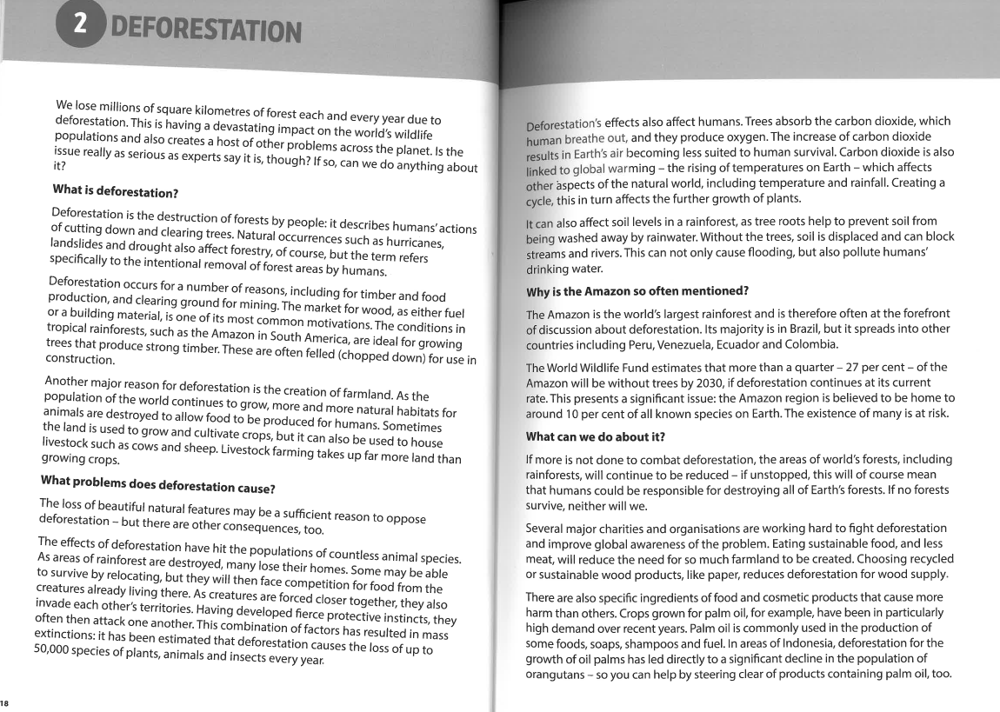 2 DEFORESTATION
We lose millions of square kilometres of forest each and every year due to
deforestation. This is having a devastating impact on the world's wildlife
populations and also creates a host of other problems across the planet. Is the
issue really as serious as experts say it is, though? If so, can we do anything about
it?
What is deforestation?
Deforestation is the destruction of forests by people: it describes humans' actions
of cutting down and clearing trees. Natural occurrences such as hurricanes,
landslides and drought also affect forestry, of course, but the term refers
specifically to the intentional removal of forest areas by humans.
Deforestation occurs for a number of reasons, including for timber and food
production, and clearing ground for mining. The market for wood, as either fuel
or a building material, is one of its most common motivations. The conditions in
tropical rainforests, such as the Amazon in South America, are ideal for growing
trees that produce strong timber. These are often felled (chopped down) for use in
construction.
Another major reason for deforestation is the creation of farmland. As the
population of the world continues to grow, more and more natural habitats for
animals are destroyed to allow food to be produced for humans. Sometimes
the land is used to grow and cultivate crops, but it can also be used to house
livestock such as cows and sheep. Livestock farming takes up far more land than
growing crops.
What problems does deforestation cause?
The loss of beautiful natural features may be a sufficient reason to oppose
deforestation – but there are other consequences, too.
The effects of deforestation have hit the populations of countless animal species.
As areas of rainforest are destroyed, many lose their homes. Some may be able
to survive by relocating, but they will then face competition for food from the
creatures already living there. As creatures are forced closer together, they also
invade each other's territories. Having developed fierce protective instincts, they
often then attack one another. This combination of factors has resulted in mass
extinctions: it has been estimated that deforestation causes the loss of up to
50,000 species of plants, animals and insects every year.
18
Deforestation's effects also affect humans. Trees absorb the carbon dioxide, which
human breathe out, and they produce oxygen. The increase of carbon dioxide
results in Earth's air becoming less suited to human survival. Carbon dioxide is also
linked to global warming – the rising of temperatures on Earth – which affects
other aspects of the natural world, including temperature and rainfall. Creating a
cycle, this in turn affects the further growth of plants.
It can also affect soil levels in a rainforest, as tree roots help to prevent soil from
being washed away by rainwater. Without the trees, soil is displaced and can block
streams and rivers. This can not only cause flooding, but also pollute humans'
drinking water.
Why is the Amazon so often mentioned?
The Amazon is the world's largest rainforest and is therefore often at the forefront
of discussion about deforestation. Its majority is in Brazil, but it spreads into other
countries including Peru, Venezuela, Ecuador and Colombia.
The World Wildlife Fund estimates that more than a quarter – 27 per cent – of the
Amazon will be without trees by 2030, if deforestation continues at its current
rate. This presents a significant issue: the Amazon region is believed to be home to
around 10 per cent of all known species on Earth. The existence of many is at risk.
What can we do about it?
If more is not done to combat deforestation, the areas of world's forests, including
rainforests, will continue to be reduced – if unstopped, this will of course mean
that humans could be responsible for destroying all of Earth's forests. If no forests
survive, neither will we.
Several major charities and organisations are working hard to fight deforestation
and improve global awareness of the problem. Eating sustainable food, and less
meat, will reduce the need for so much farmland to be created. Choosing recycled
or sustainable wood products, like paper, reduces deforestation for wood supply.
There are also specific ingredients of food and cosmetic products that cause more
harm than others. Crops grown for palm oil, for example, have been in particularly
high demand over recent years. Palm oil is commonly used in the production of
some foods, soaps, shampoos and fuel. In areas of Indonesia, deforestation for the
growth of oil palms has led directly to a significant decline in the population of
orangutans – so you can help by steering clear of products containing palm oil, too.